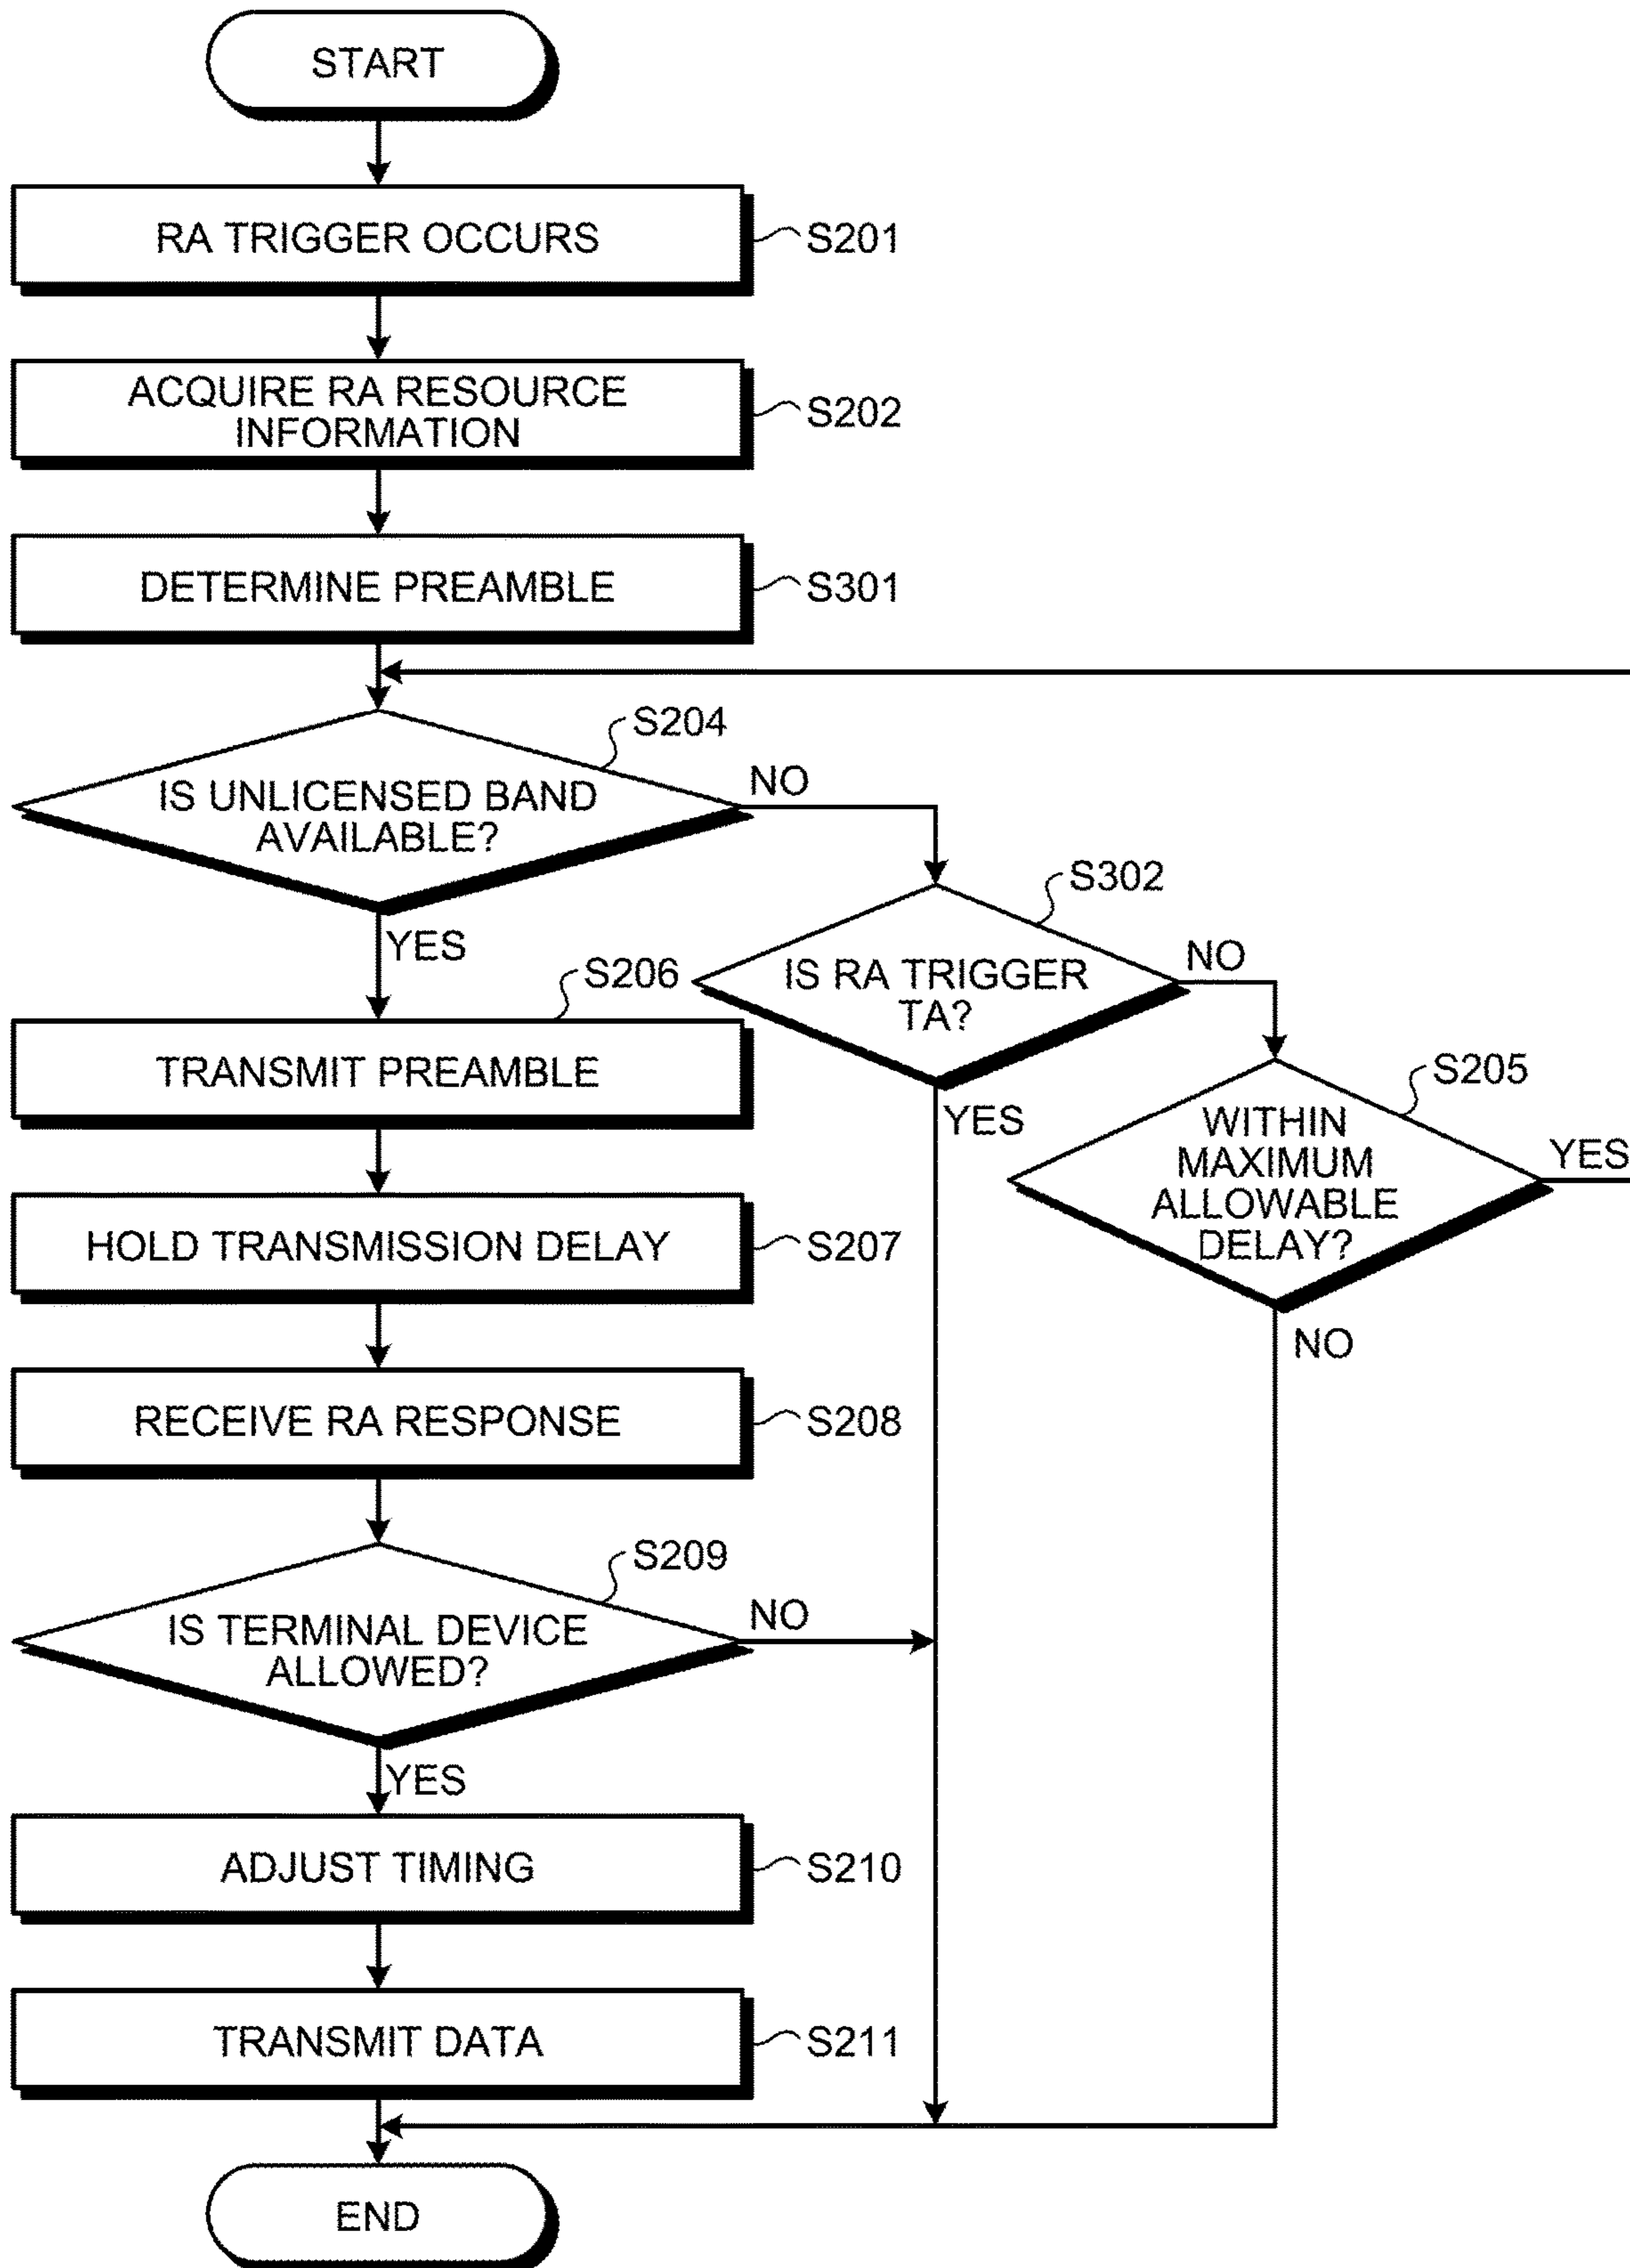 START
RA TRIGGER OCCURS
S201
ACQUIRE RA RESOURCE
INFORMATION
S202
DETERMINE PREAMBLE
S301
S204
IS UNLICENSED BAND
AVAILABLE?
NO
YES
S302
IS RA TRIGGER
TA?
NO
YES
S205
WITHIN
MAXIMUM
ALLOWABLE
DELAY?
YES
NO
S206
TRANSMIT PREAMBLE
HOLD TRANSMISSION DELAY
S207
RECEIVE RA RESPONSE
S208
S209
IS TERMINAL DEVICE
ALLOWED?
NO
YES
ADJUST TIMING
S210
TRANSMIT DATA
S211
END